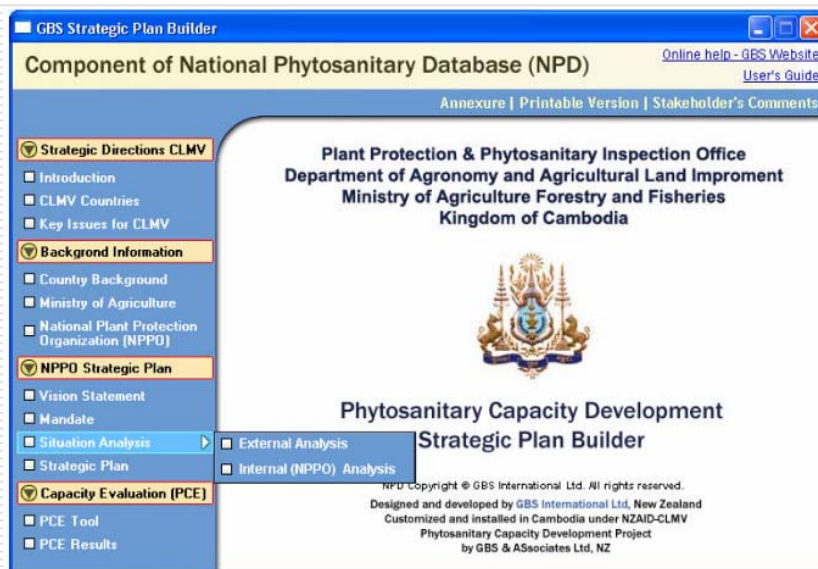 GBS Strategic Plan Builder
Component of National Phytosanitary Database (NPD)
Online help - GBS Website
User's Guide
Annexure | Printable Version | Stakeholder's Comments
Strategic Directions CLMV
Introduction
CLMV Countries
Key Issues for CLMV
Backgrond Information
Country Background
Ministry of Agriculture
National Plant Protection
Organization (NPPO)
NPPO Strategic Plan
Vision Statement
Mandate
Situation Analysis
External Analysis
Internal (NPPO) Analysis
Strategic Plan
Capacity Evaluation (PCE)
PCE Tool
PCE Results
Plant Protection & Phytosanitary Inspection Office
Department of Agronomy and Agricultural Land Improment
Ministry of Agriculture Forestry and Fisheries
Kingdom of Cambodia
Phytosanitary Capacity Development
Strategic Plan Builder
NPD Copyright © GBS International Ltd. All rights reserved.
Designed and developed by GBS International Ltd, New Zealand
Customized and installed in Cambodia under NZAID-CLMV
Phytosanitary Capacity Development Project
by GBS & ASsociates Ltd, NZ